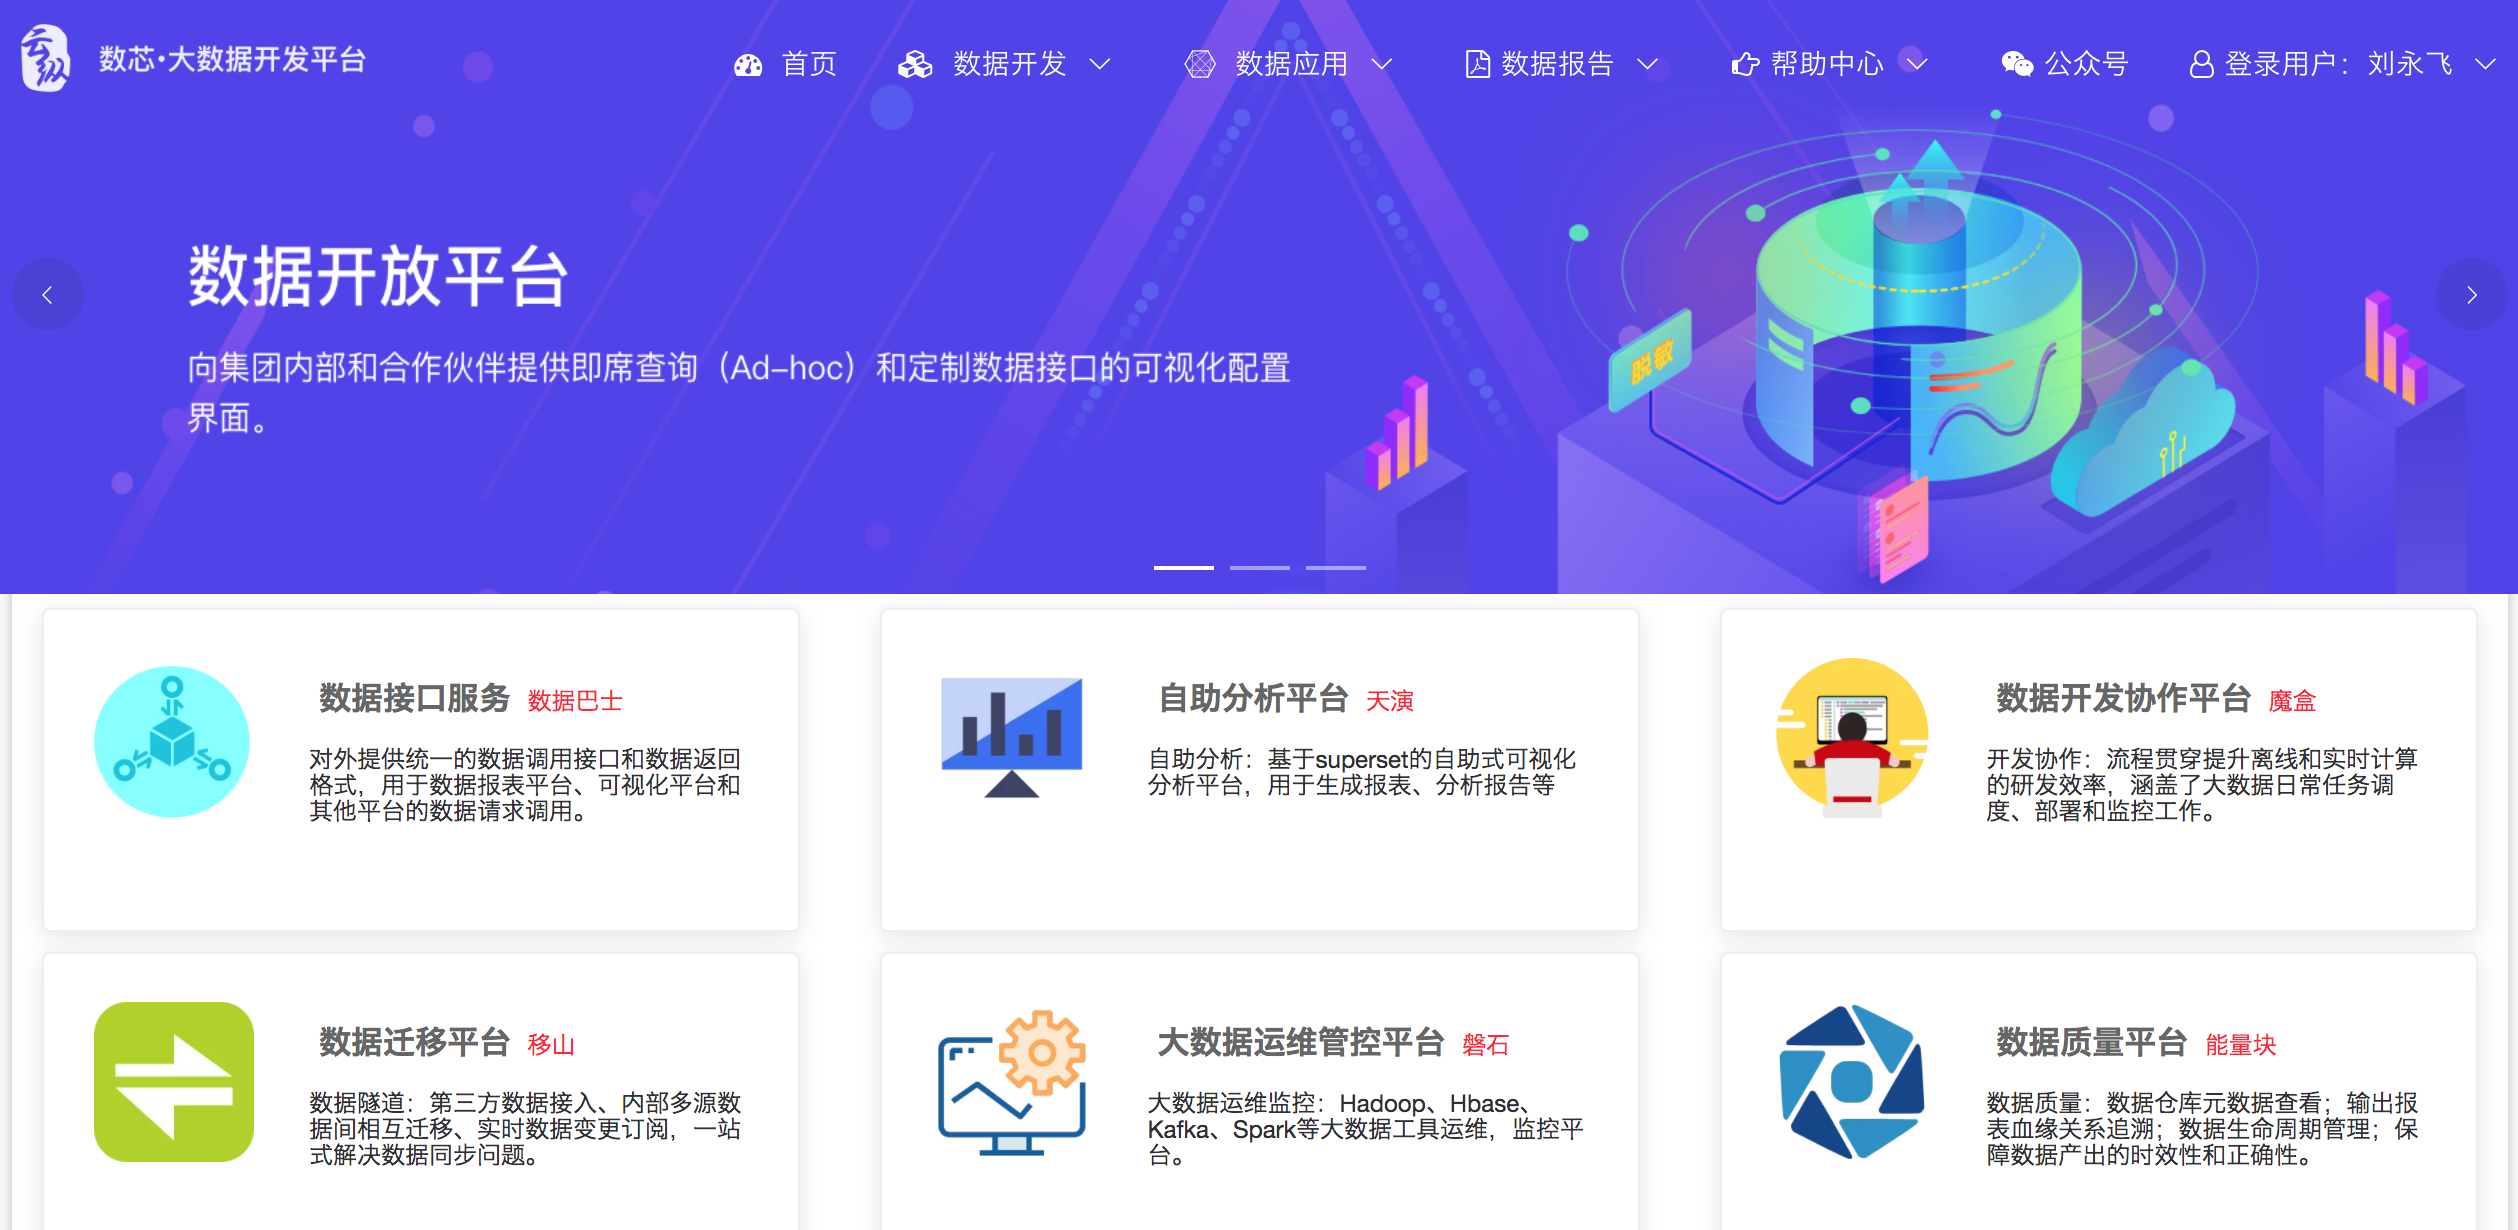 云纵
数芯·大数据开发平台
首页
数据开发
数据应用
数据报告
帮助中心
公众号
登录用户：刘永飞
数据开放平台
向集团内部和合作伙伴提供即席查询（Ad-hoc）和定制数据接口的可视化配置
界面。
脱敏
数据接口服务 数据巴士
对外提供统一的数据调用接口和数据返回
格式，用于数据报表平台、可视化平台和
其他平台的数据请求调用。
自助分析平台 天演
自助分析：基于superset的自助式可视化
分析平台，用于生成报表、分析报告等
数据开发协作平台 魔盒
开发协作：流程贯穿提升离线和实时计算
的研发效率，涵盖了大数据日常任务调
度、部署和监控工作。
数据迁移平台 移山
数据隧道：第三方数据接入、内部多源数
据间相互迁移、实时数据变更订阅，一站
式解决数据同步问题。
大数据运维管控平台 磐石
大数据运维监控：Hadoop、Hbase、
Kafka、Spark等大数据工具运维，监控平
台。
数据质量平台 能量块
数据质量：数据仓库元数据查看；输出报
表血缘关系追溯；数据生命周期管理；保
障数据产出的时效性和正确性。